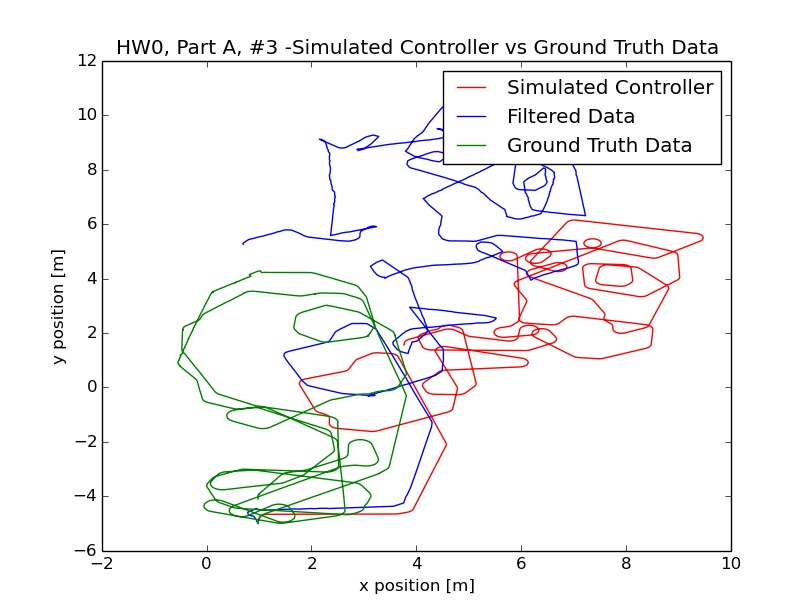 HW0, Part A, #3 -Simulated Controller vs Ground Truth Data
Simulated Controller
Filtered Data
Ground Truth Data
12
10
8
6
4
2
0
−2
−4
−6
y position [m]
−2
0
2
4
6
8
10
x position [m]